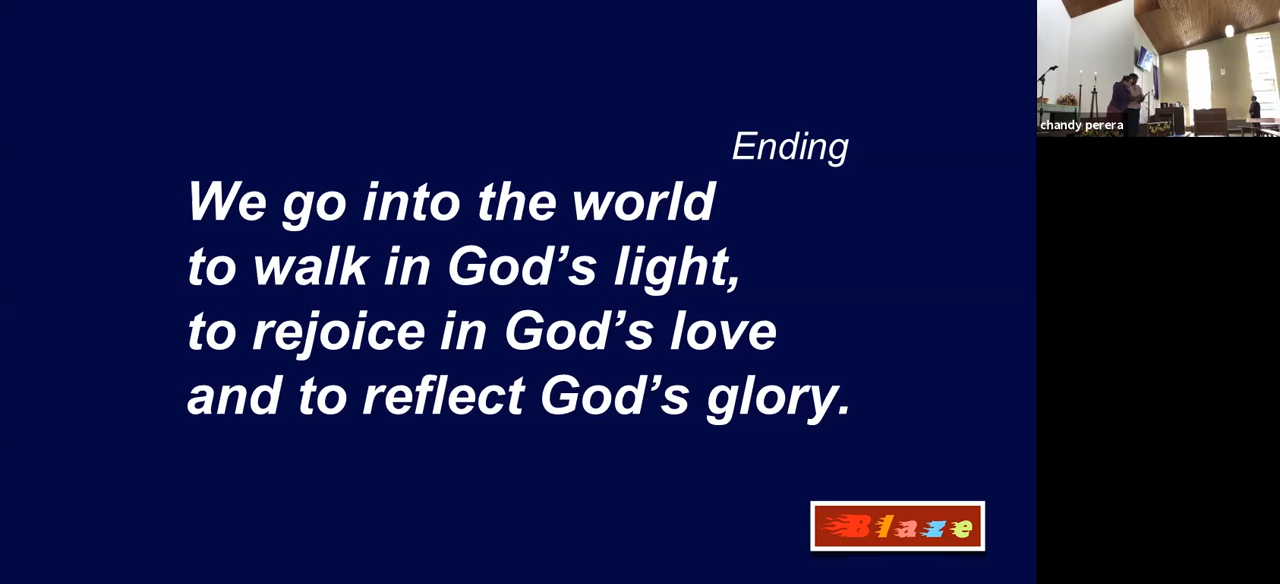 Ending
We go into the world
to walk in God’s light,
to rejoice in God’s love
and to reflect God’s glory.
Blaze
chandy perera